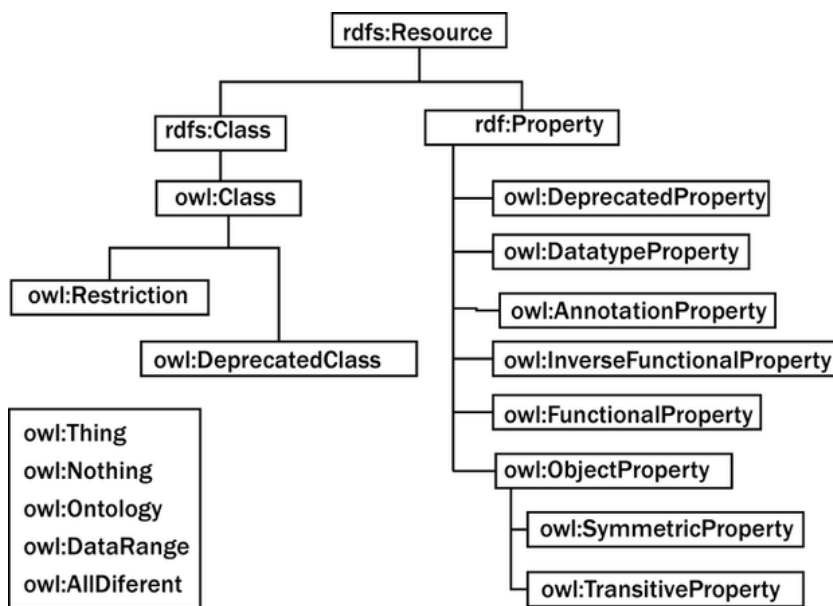 rdfs:Resource
rdfs:Class
rdf:Property
owl:Class
owl:DeprecatedProperty
owl:DatatypeProperty
owl:Restriction
owl:AnnotationProperty
owl:DeprecatedClass
owl:InverseFunctionalProperty
owl:FunctionalProperty
owl:Thing
owl:Nothing
owl:Ontology
owl:DataRange
owl:AllDiferent
owl:ObjectProperty
owl:SymmetricProperty
owl:TransitiveProperty